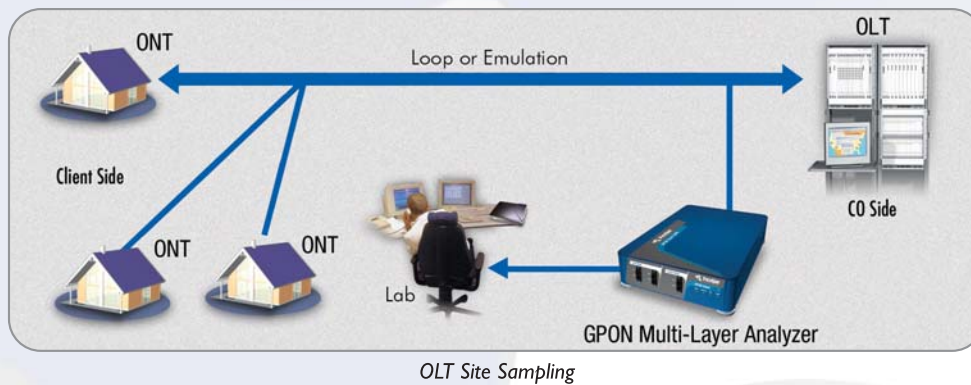 ONT
Loop or Emulation
OLT
Client Side
CO Side
ONT
ONT
Lab
GPON Multi-Layer Analyzer
OLT Site Sampling